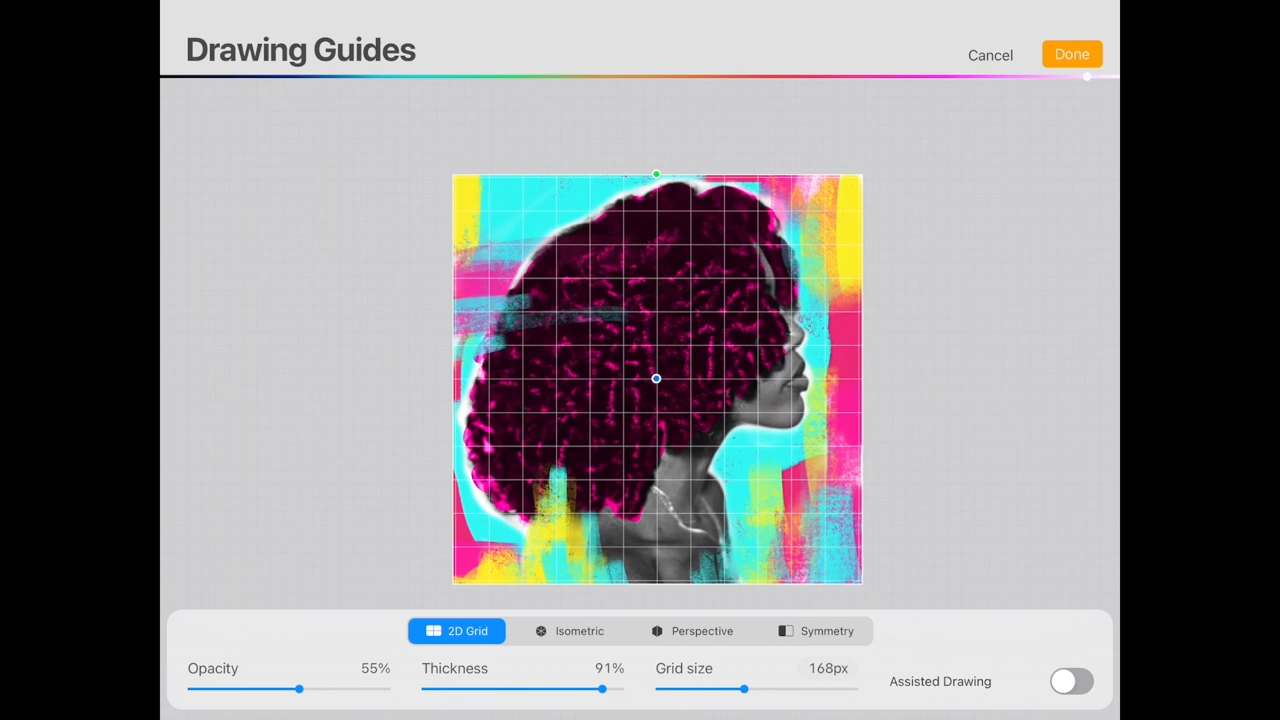 Drawing Guides
Cancel
Done
2D Grid
Isometric
Perspective
Symmetry
Opacity 55%
Thickness 91%
Grid size 168px
Assisted Drawing